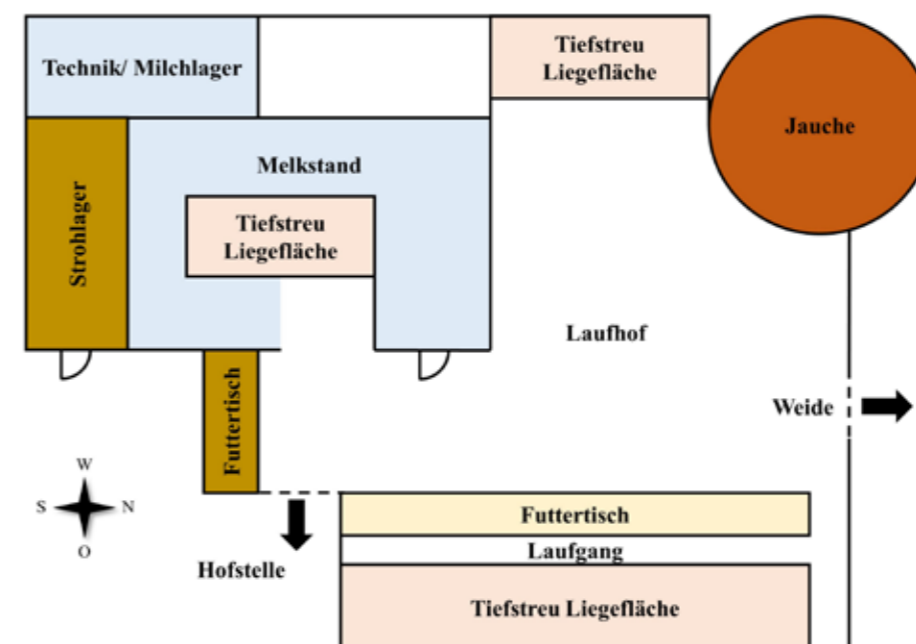 Tiefstreu
Liegefläche
Technik/ Milchlager
Jauche
Melkstand
Strohlager
Tiefstreu
Liegefläche
Laufhof
Weide
Futtertisch
W
S
N
O
Futtertisch
Laufgang
Hofstelle
Tiefstreu Liegefläche